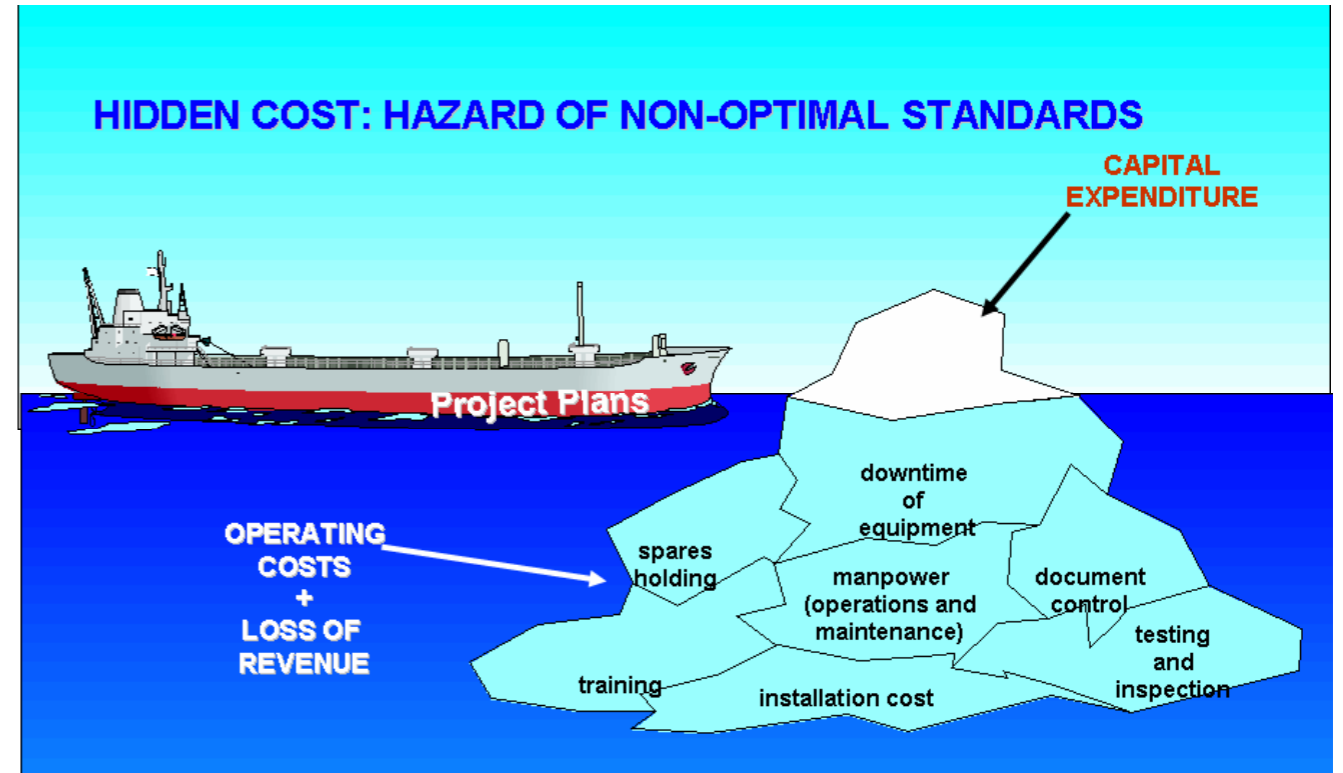 HIDDEN COST: HAZARD OF NON-OPTIMAL STANDARDS
CAPITAL
EXPENDITURE
Project Plans
OPERATING
COSTS
+
LOSS OF
REVENUE
downtime
of
equipment
spares
holding
manpower
(operations and
maintenance)
document
control
testing
and
inspection
training
installation cost